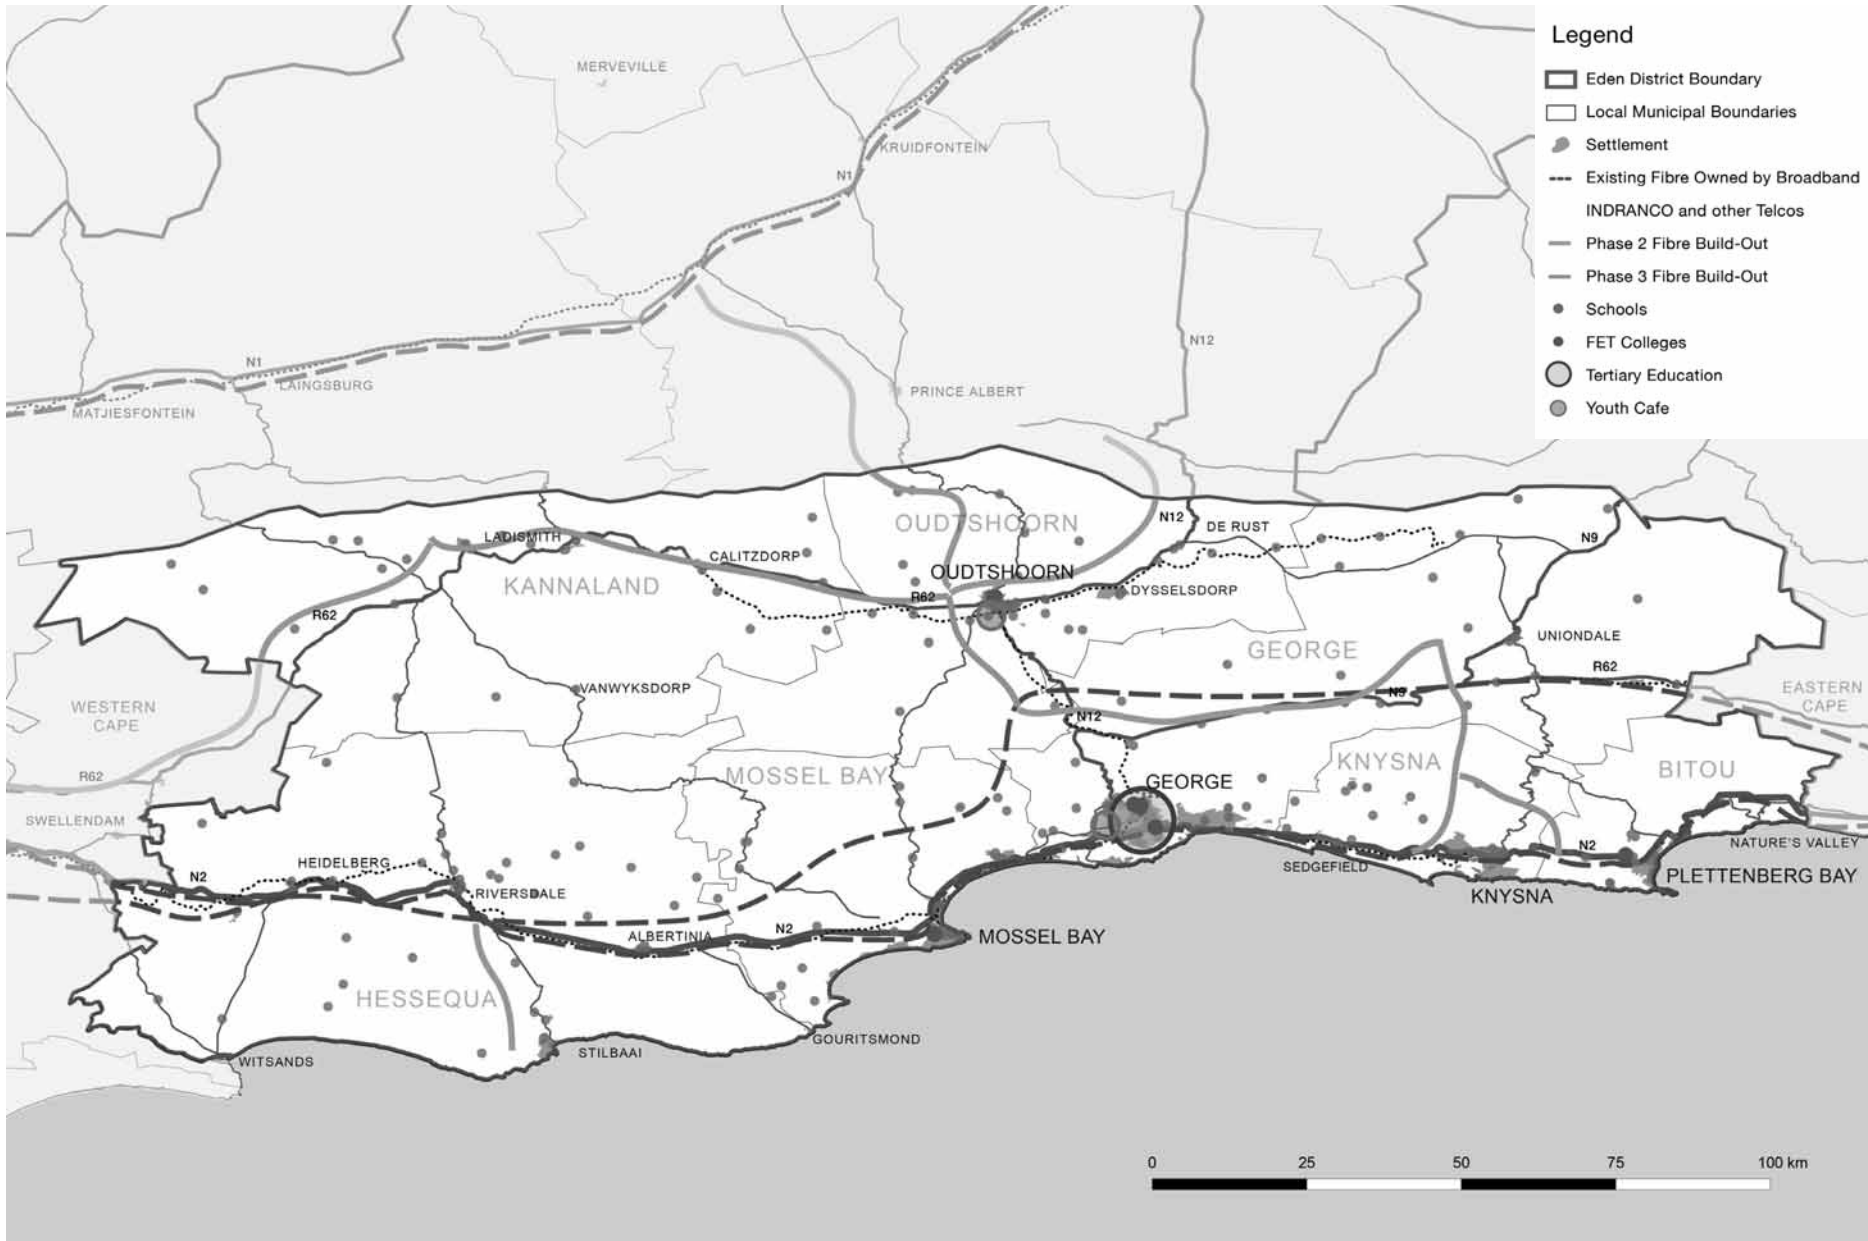 Legend
Eden District Boundary
Local Municipal Boundaries
Settlement
Existing Fibre Owned by Broadband
INDRANCO and other Telcos
Phase 2 Fibre Build-Out
Phase 3 Fibre Build-Out
Schools
FET Colleges
Tertiary Education
Youth Cafe
MERVEVILLE
KRUIDFONTEIN
N1
N12
N1
LAINGSBURG
MATJIESFONTEIN
PRINCE ALBERT
OUDTSHOORN
N12
DE RUST
N9
LADISMITH
CALITZDORP
KANNALAND
OUDTSHOORN
R62
DYSSELSDORP
R62
UNIONDALE
GEORGE
R62
VANWYKSDORP
N9
EASTERN
CAPE
WESTERN
CAPE
N12
R62
MOSSEL BAY
KNYSNA
BITOU
GEORGE
SWELLENDAM
NATURE'S VALLEY
N2
HEIDELBERG
SEDGEFIELD
N2
PLETTENBERG BAY
KNYSNA
RIVERSDALE
ALBERTINIA
N2
MOSSEL BAY
HESSEQUA
GOURITSMOND
STILBAAI
WITSANDS
0 25 50 75 100 km